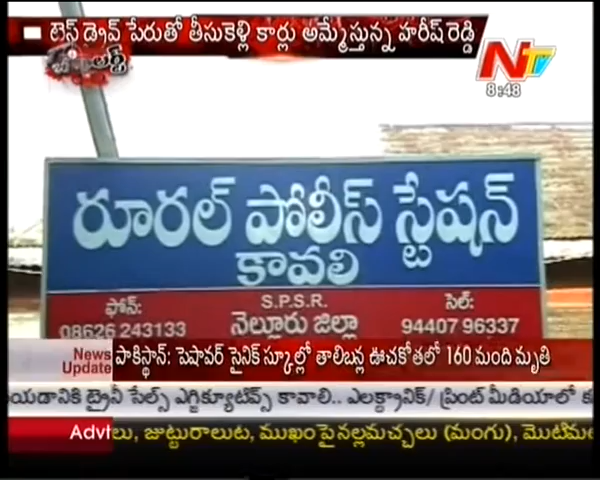 టెస్ట్ డ్రైవ్ పేరుతో తీసుకెళ్లి కార్లు అమ్మేస్తున్న హరీష్ రెడ్డి
NTV
8:48
రూరల్ పోలీస్ స్టేషన్
కావలి
ఫోన్: S.P.S.R. సెల్:
08626 243133 నెల్లూరు జిల్లా 94407 96337
News Update పాకిస్థాన్: పెషావర్ సైనిక్ స్కూల్లో తాలీబన్ల ఊచకోతలో 160 మంది మృతి
ట్రైనీ సేల్స్ ఎగ్జిక్యూటివ్స్ కావాలి.. ఎలక్ట్రానిక్/ ప్రింట్ మీడియాలో
Advt లు, జుట్టురాలుట, ముఖంపైనల్లమచ్చలు (మంగు),